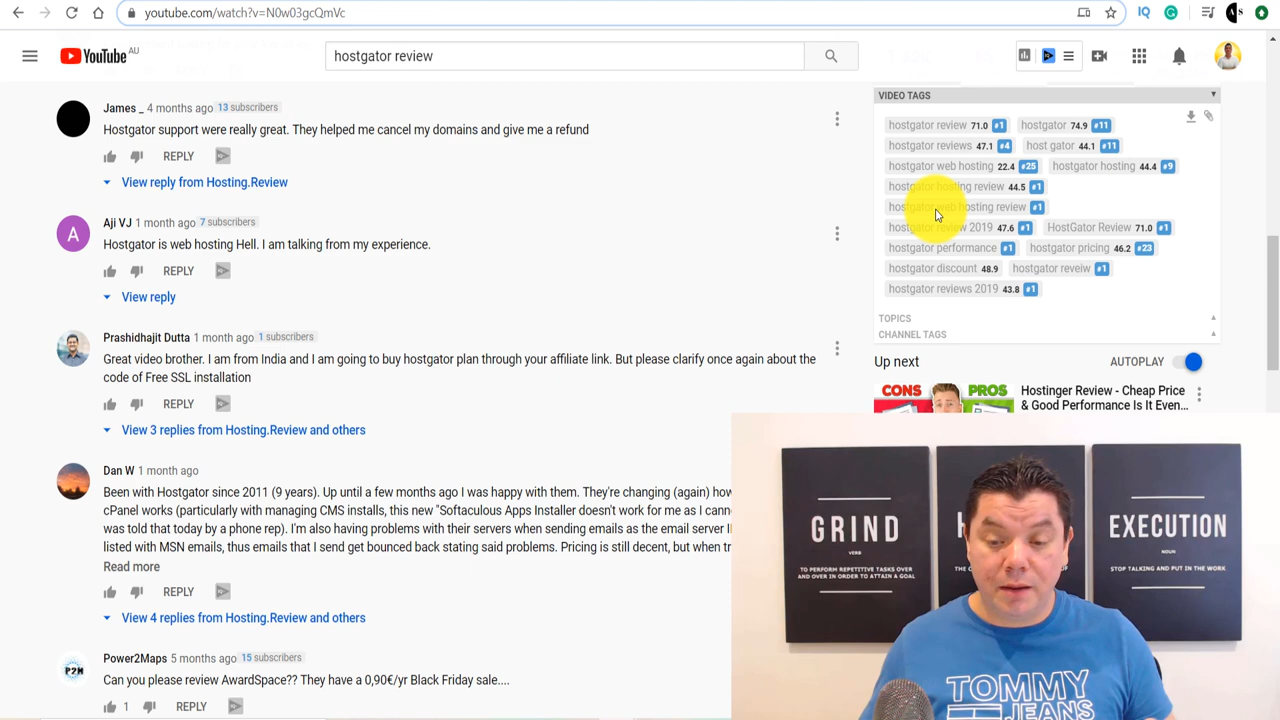 youtube.com/watch?v=N0w03gcQmVc
YouTube AU
hostgator review
James _ 4 months ago 13 subscribers
Hostgator support were really great. They helped me cancel my domains and give me a refund
REPLY
View reply from Hosting.Review
A
Aji VJ 1 month ago 7 subscribers
Hostgator is web hosting Hell. I am talking from my experience.
REPLY
View reply
Prashidhajit Dutta 1 month ago 1 subscribers
Great video brother. I am from India and I am going to buy hostgator plan through your affiliate link. But please clarify once again about the
code of Free SSL installation
REPLY
View 3 replies from Hosting.Review and others
Dan W 1 month ago
Been with Hostgator since 2011 (9 years). Up until a few months ago I was happy with them. They're changing (again) how
cPanel works (particularly with managing CMS installs, this new "Softaculous Apps Installer doesn't work for me as I
was told that today by a phone rep). I'm also having problems with their servers when sending emails as the email server
listed with MSN emails, thus emails that I send get bounced back stating said problems. Pricing is still decent, but when
Read more
REPLY
View 4 replies from Hosting.Review and others
P2M
Power2Maps 5 months ago 15 subscribers
Can you please review AwardSpace?? They have a 0,90€/yr Black Friday sale....
1 REPLY
VIDEO TAGS
hostgator review 71.0 #1 hostgator 74.9 #11
hostgator reviews 47.1 #4 host gator 44.1 #11
hostgator web hosting 22.4 #25 hostgator hosting 44.4 #9
hostgator hosting review 44.5 #1
hostgator web hosting review #1
hostgator review 2019 47.6 #1 HostGator Review 71.0 #1
hostgator performance #1 hostgator pricing 46.2 #23
hostgator discount 48.9 hostgator reveiw #1
hostgator reviews 2019 43.8 #1
TOPICS
CHANNEL TAGS
Up next AUTOPLAY
CONS PROS
Hostinger Review - Cheap Price
& Good Performance Is It Even...
GRIND
VERB
TO PERFORM REPETITIVE TASKS OVER
AND OVER IN ORDER TO ATTAIN A GOAL
EXECUTION
NOUN
STOP TALKING AND PUT IN THE WORK
TOMMY
JEANS